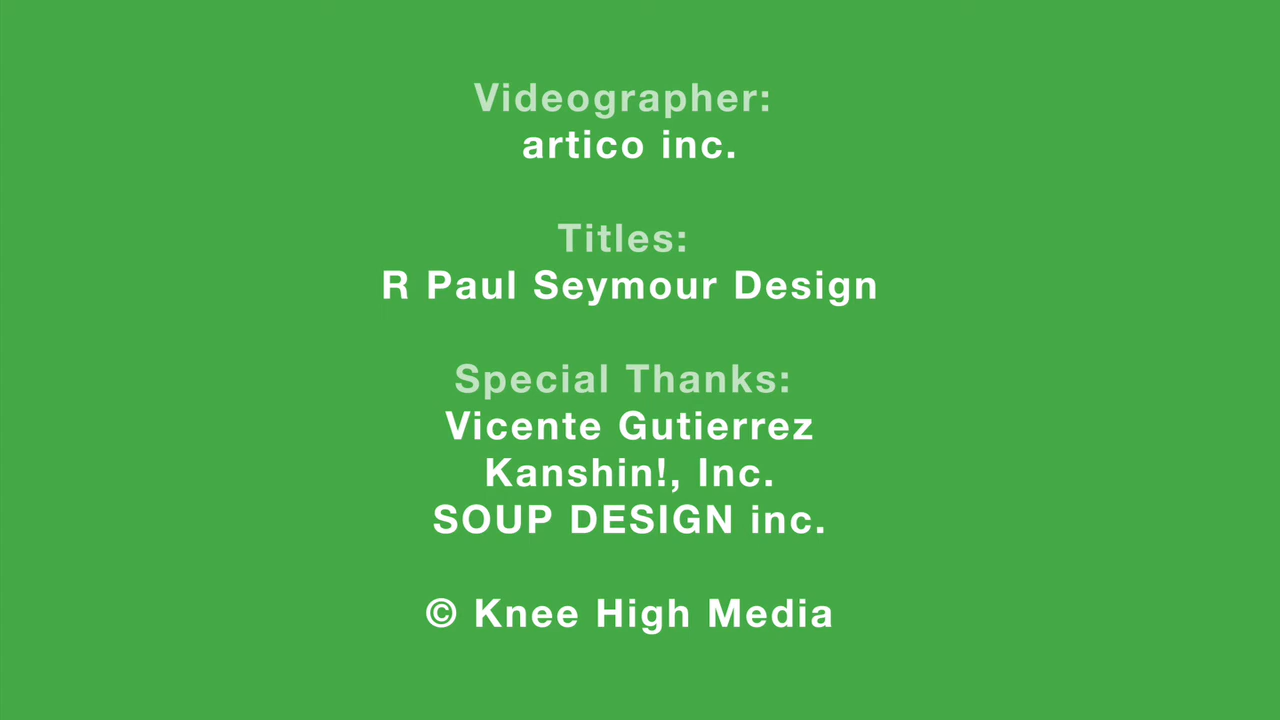 Videographer:
artico inc.
Titles:
R Paul Seymour Design
Special Thanks:
Vicente Gutierrez
Kanshin!, Inc.
SOUP DESIGN inc.
© Knee High Media